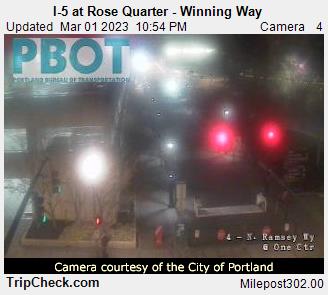 I-5 at Rose Quarter - Winning Way
Updated Mar 01 2023 10:54 PM Camera 4
PBOT
PORTLAND BUREAU OF TRANSPORTATION
4 - N. Ramsey Wy
@ One Ctr
Camera courtesy of the City of Portland
TripCheck.com Milepost302.00